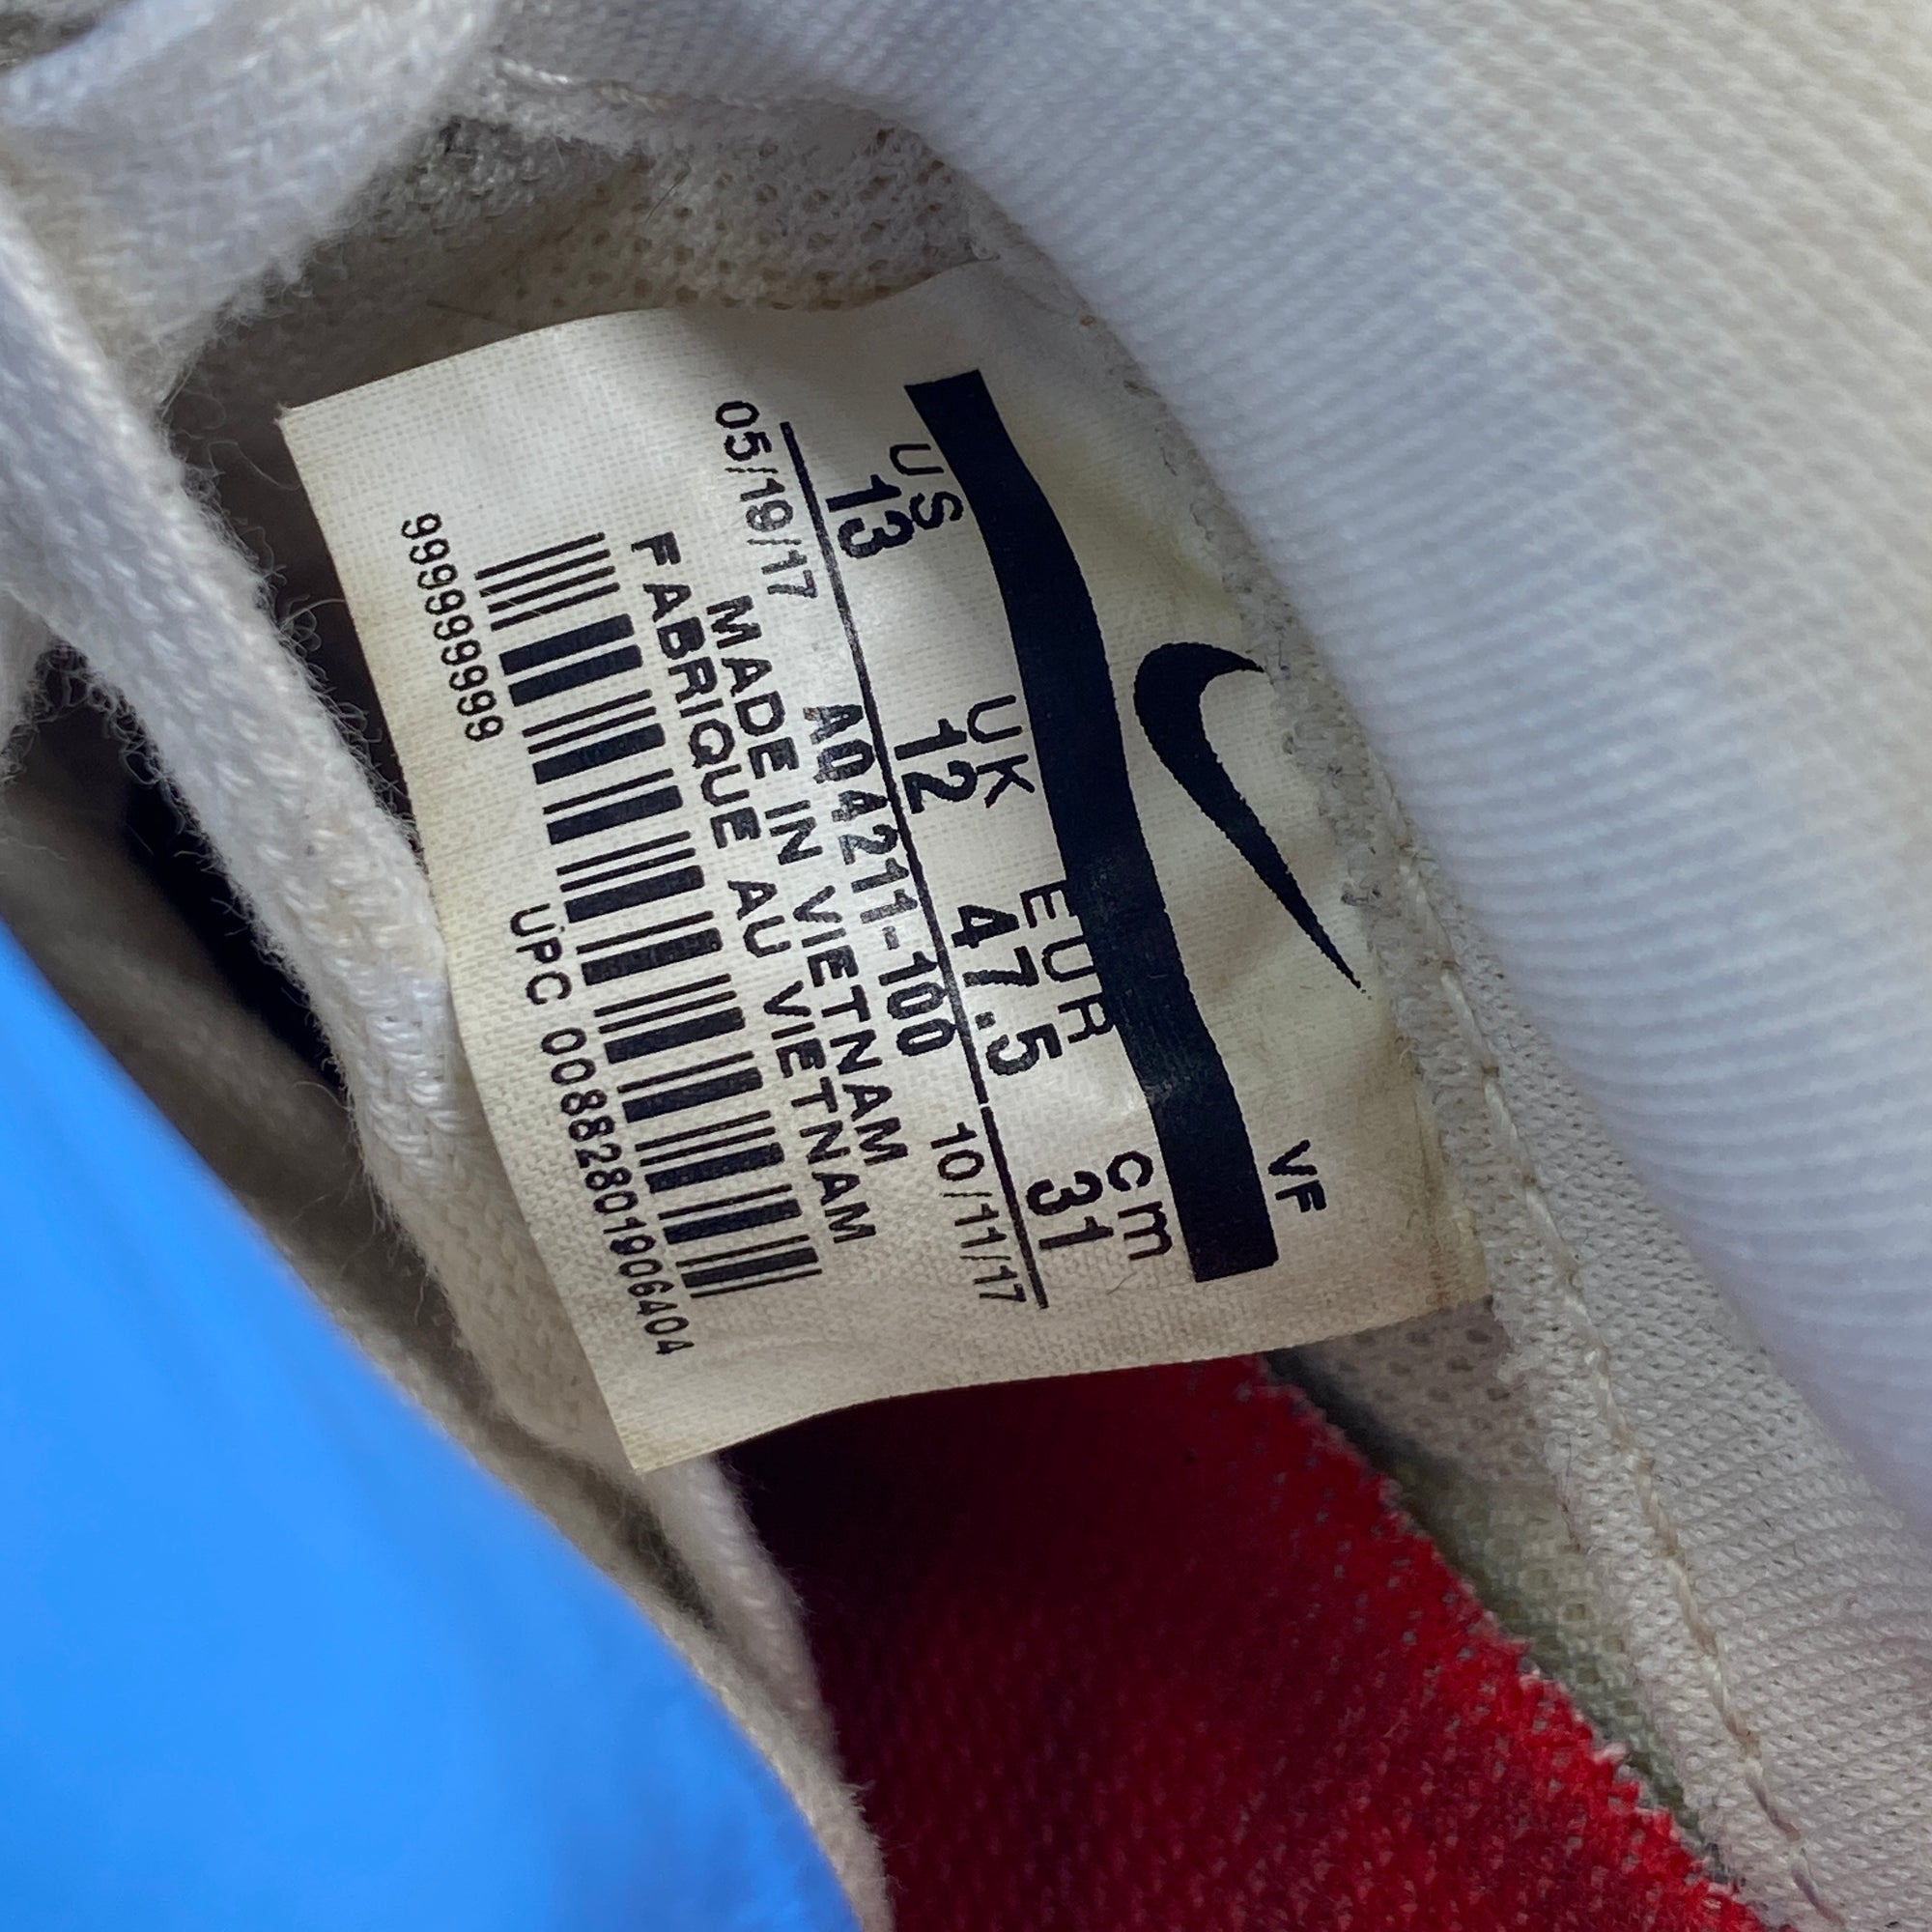 VF
US UK EUR cm
13 12 47.5 31
05/19/17 AQ4211-100 10/11/17
MADE IN VIETNAM
FABRIQUE AU VIETNAM
9999999999 UPC 00882801906404